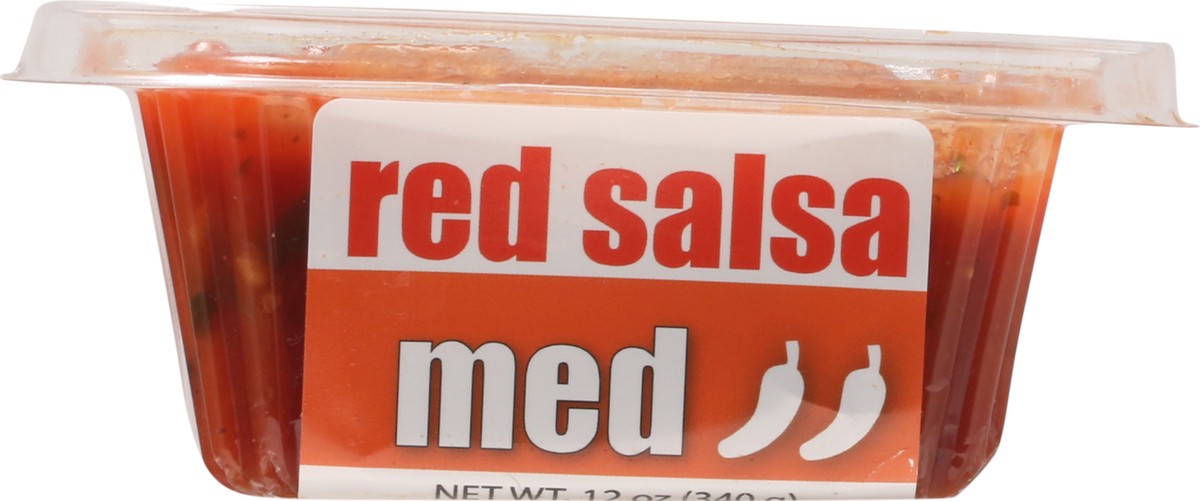 red salsa
med
NET WT. 12 oz (340 g)